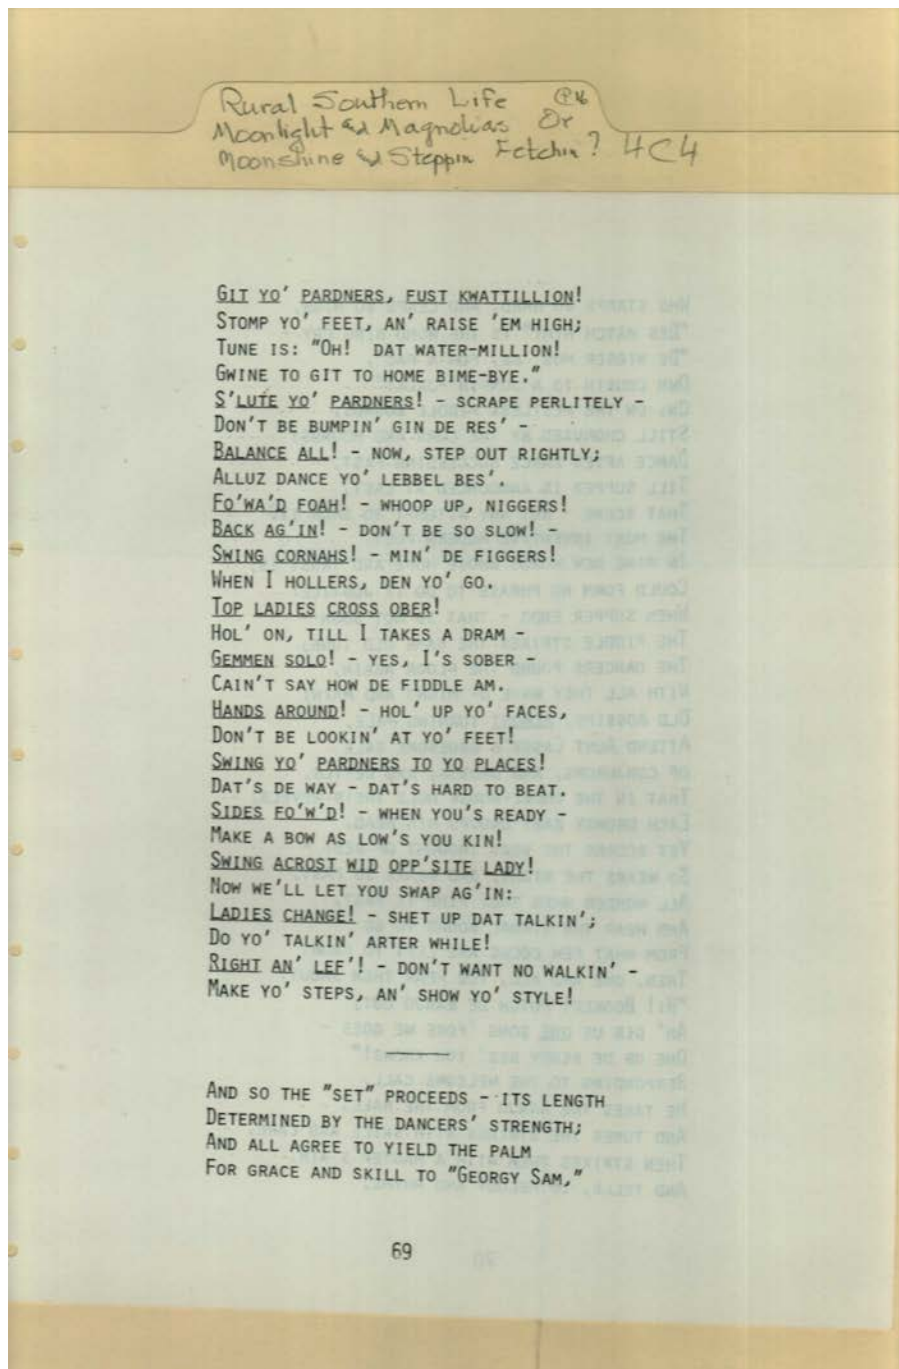 Rural Southern Life
Moonlight & Magnolias Or
Moonshine & Steppin Fetchin? 4C4
GIT YO' PARDNERS, FUST KWATTILLION!
STOMP YO' FEET, AN' RAISE 'EM HIGH;
TUNE IS: "OH! DAT WATER-MILLION!
GWINE TO GIT TO HOME BIME-BYE."
S'LUTE YO' PARDNERS! - SCRAPE PERLITELY -
DON'T BE BUMPIN' GIN DE RES' -
BALANCE ALL! - NOW, STEP OUT RIGHTLY;
ALLUZ DANCE YO' LEBBEL BES'.
FO'WA'D FOAH! - WHOOP UP, NIGGERS!
BACK AG'IN! - DON'T BE SO SLOW! -
SWING CORNAHS! - MIN' DE FIGGERS!
WHEN I HOLLERS, DEN YO' GO.
TOP LADIES CROSS OBER!
HOL' ON, TILL I TAKES A DRAM -
GEMMEN SOLO! - YES, I'S SOBER -
CAIN'T SAY HOW DE FIDDLE AM.
HANDS AROUND! - HOL' UP YO' FACES,
DON'T BE LOOKIN' AT YO' FEET!
SWING YO' PARDNERS TO YO PLACES!
DAT'S DE WAY - DAT'S HARD TO BEAT.
SIDES FO'W'D! - WHEN YOU'S READY -
MAKE A BOW AS LOW'S YOU KIN!
SWING ACROST WID OPP'SITE LADY!
NOW WE'LL LET YOU SWAP AG'IN:
LADIES CHANGE! - SHET UP DAT TALKIN';
DO YO' TALKIN' ARTER WHILE!
RIGHT AN' LEF'! - DON'T WANT NO WALKIN' -
MAKE YO' STEPS, AN' SHOW YO' STYLE!
AND SO THE "SET" PROCEEDS - ITS LENGTH
DETERMINED BY THE DANCERS' STRENGTH;
AND ALL AGREE TO YIELD THE PALM
FOR GRACE AND SKILL TO "GEORGY SAM,"
69